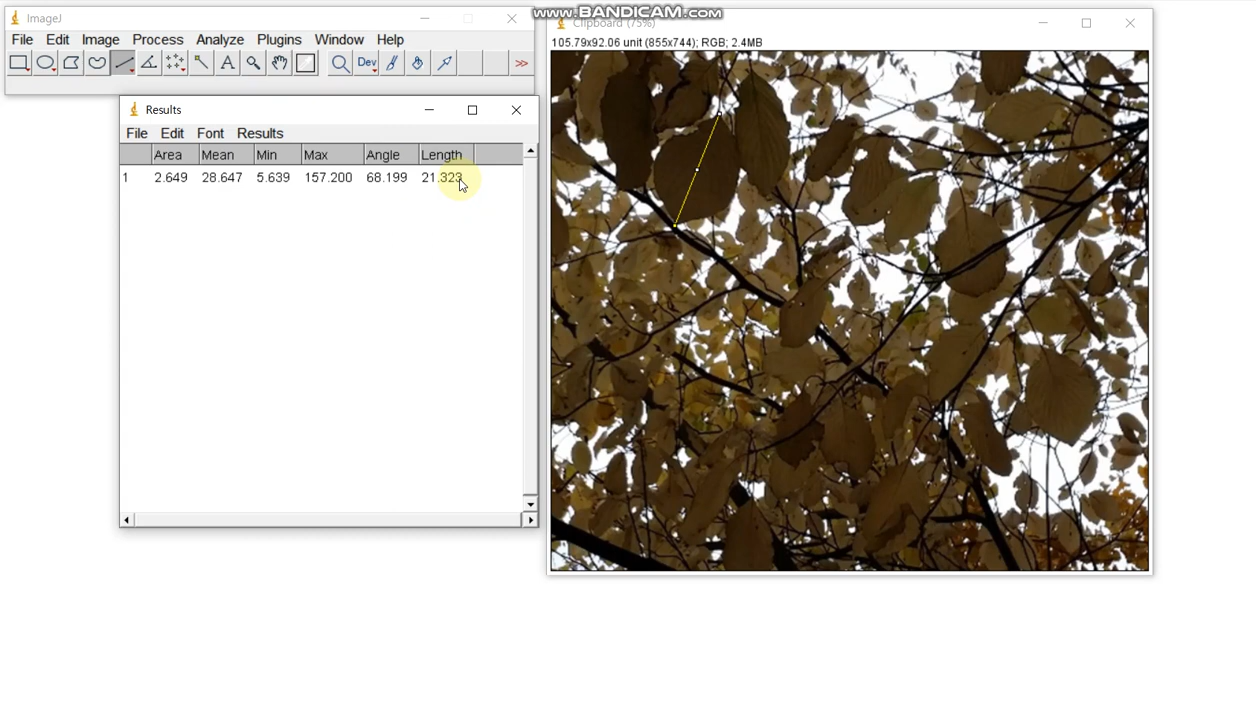 ImageJ
File Edit Image Process Analyze Plugins Window Help
A Dev >>
Results
File Edit Font Results
Area Mean Min Max Angle Length
1 2.649 28.647 5.639 157.200 68.199 21.323
www.BANDICAM.com
Clipboard (75%)
105.79x92.06 unit (855x744); RGB; 2.4MB